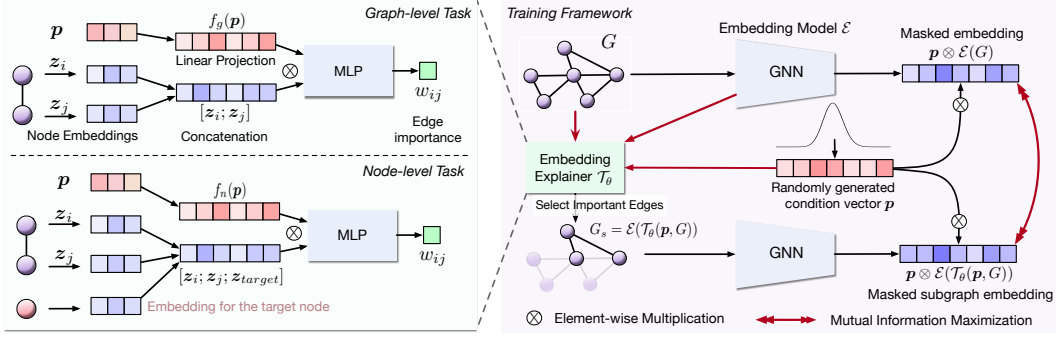 Graph-level Task
p
f_g(p)
Linear Projection
z_i
z_j
[z_i; z_j]
MLP
w_ij
Node Embeddings
Concatenation
Edge
importance
Node-level Task
p
f_n(p)
z_i
z_j
MLP
w_ij
[z_i; z_j; z_target]
Embedding for the target node
Training Framework
G
Embedding Model ℰ
GNN
Masked embedding
p ⊗ ℰ(G)
Embedding
Explainer 𝒯_θ
Randomly generated
condition vector p
Select Important Edges
G_s = ℰ(𝒯_θ(p, G))
GNN
p ⊗ ℰ(𝒯_θ(p, G))
Masked subgraph embedding
Element-wise Multiplication
Mutual Information Maximization